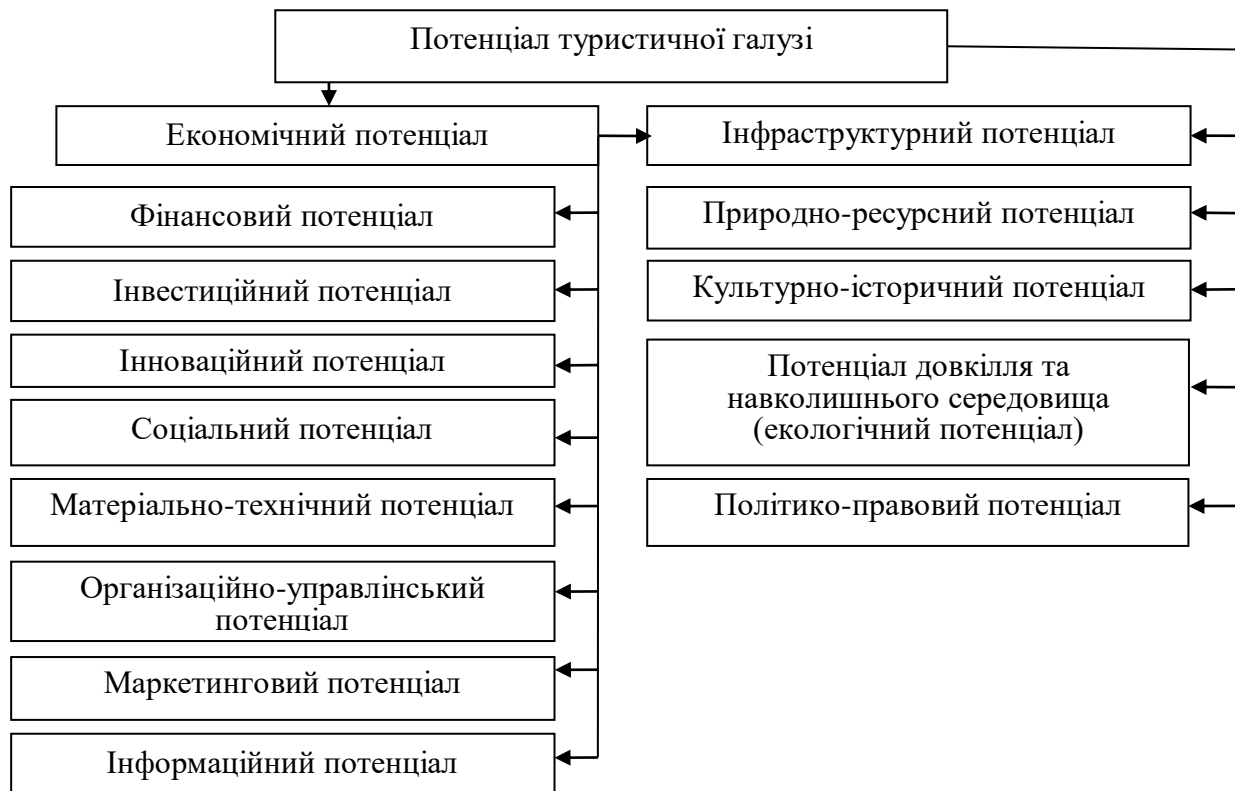 Потенціал туристичної галузі
Економічний потенціал
Інфраструктурний потенціал
Фінансовий потенціал
Природно-ресурсний потенціал
Інвестиційний потенціал
Культурно-історичний потенціал
Інноваційний потенціал
Потенціал довкілля та
навколишнього середовища
(екологічний потенціал)
Соціальний потенціал
Матеріально-технічний потенціал
Політико-правовий потенціал
Організаційно-управлінський
потенціал
Маркетинговий потенціал
Інформаційний потенціал